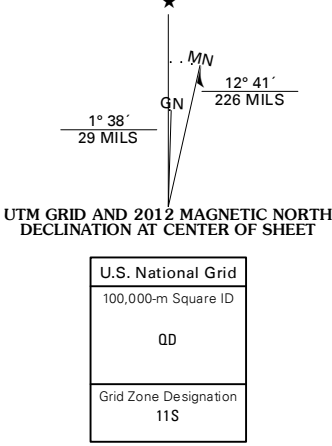 ★
MN
GN
12° 41´
226 MILS
1° 38´
29 MILS
UTM GRID AND 2012 MAGNETIC NORTH
DECLINATION AT CENTER OF SHEET
U.S. National Grid
100,000-m Square ID
QD
Grid Zone Designation
11S